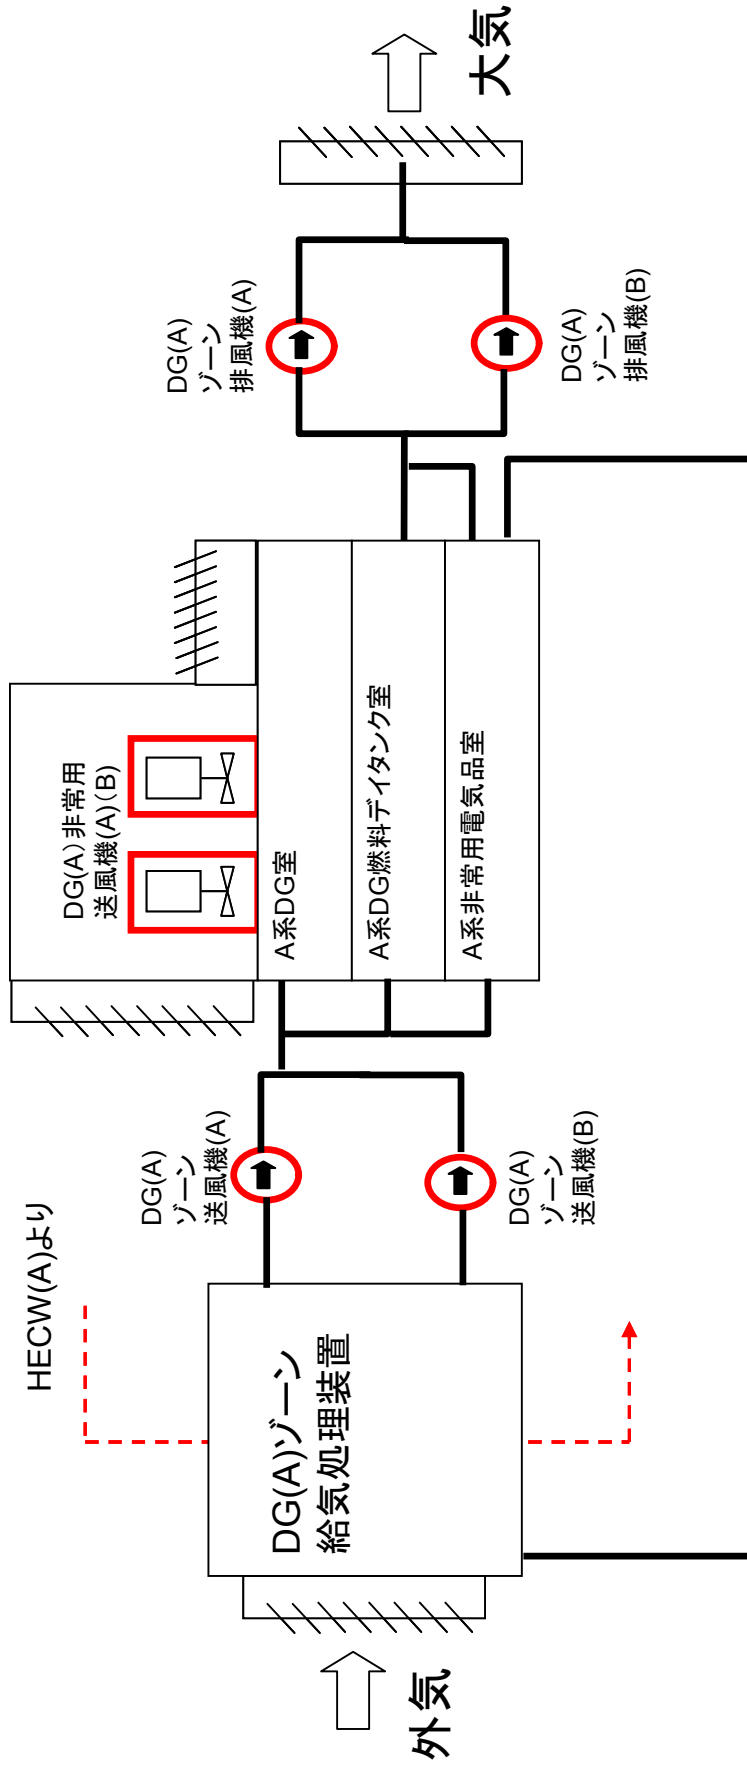 外気
DG(A)ゾーン
給気処理装置
HECW(A)より
DG(A)
ゾーン
送風機(A)
DG(A)
ゾーン
送風機(B)
DG(A)非常用
送風機(A)(B)
A系DG室
A系DG燃料デイタンク室
A系非常用電気品室
DG(A)
ゾーン
排風機(A)
DG(A)
ゾーン
排風機(B)
大気